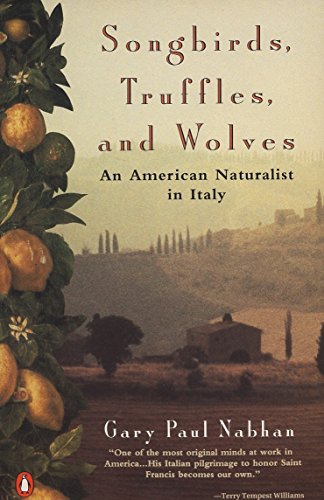 Songbirds,
Truffles,
and Wolves
An American Naturalist
in Italy
Gary Paul Nabhan
“One of the most original minds at work in
America...His Italian pilgrimage to honor Saint
Francis becomes our own.”
—Terry Tempest Williams